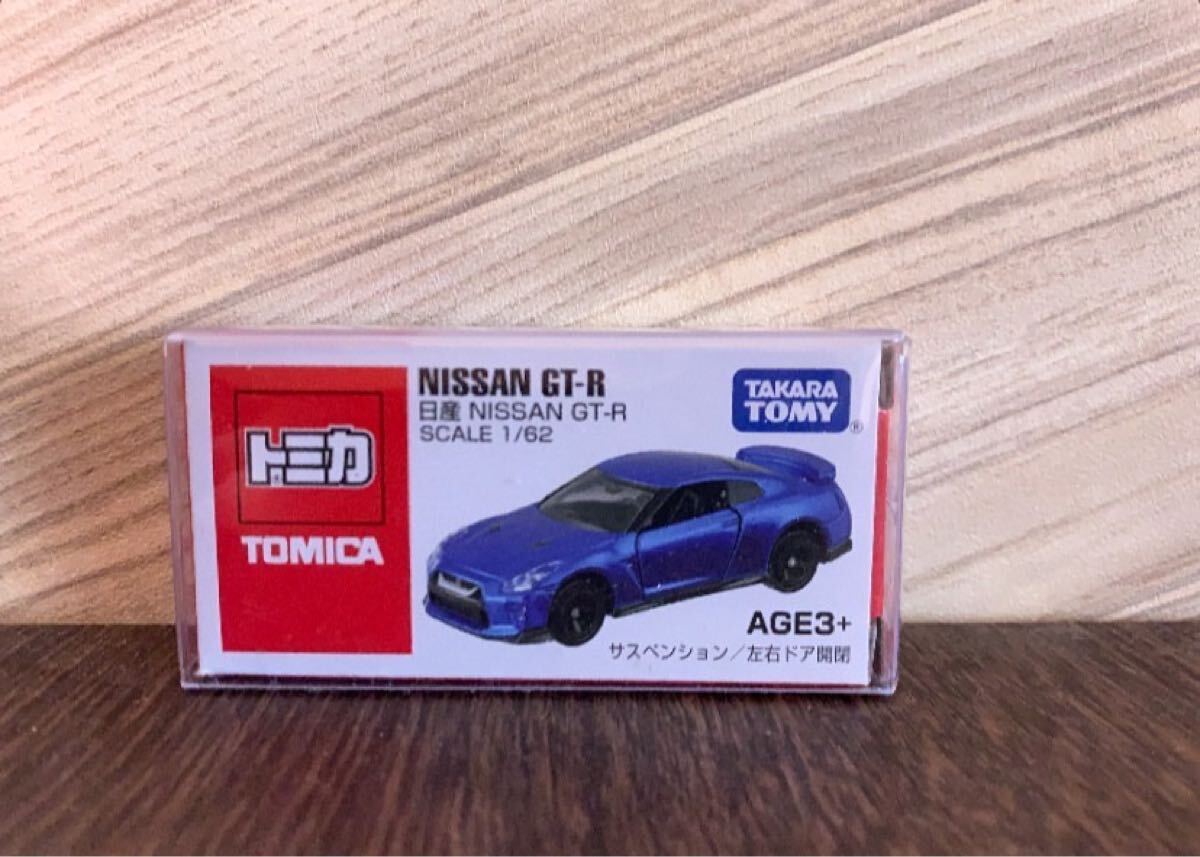 トミカ
TOMICA
NISSAN GT-R
日産 NISSAN GT-R
SCALE 1/62
TAKARA
TOMY
®
AGE3+
サスペンション/左右ドア開閉